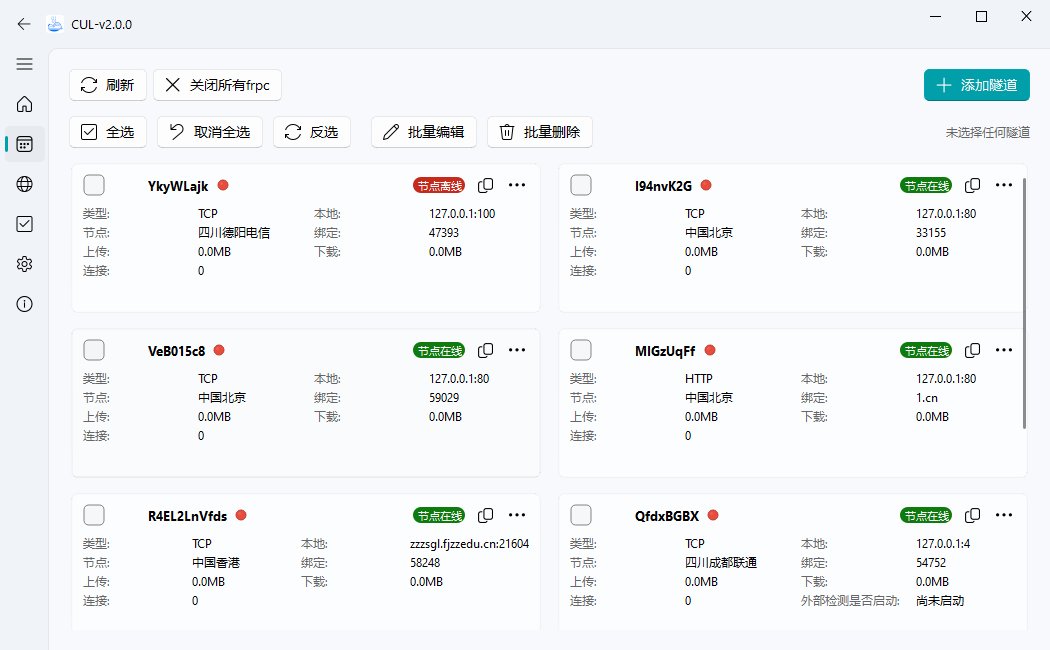 CUL-v2.0.0
刷新 关闭所有frpc 添加隧道
全选 取消全选 反选 批量编辑 批量删除 未选择任何隧道
YkyWLajk 节点离线
类型: TCP 本地: 127.0.0.1:100
节点: 四川德阳电信 绑定: 47393
上传: 0.0MB 下载: 0.0MB
连接: 0
I94nvK2G 节点在线
类型: TCP 本地: 127.0.0.1:80
节点: 中国北京 绑定: 33155
上传: 0.0MB 下载: 0.0MB
连接: 0
VeB015c8 节点在线
类型: TCP 本地: 127.0.0.1:80
节点: 中国北京 绑定: 59029
上传: 0.0MB 下载: 0.0MB
连接: 0
MIGzUqFf 节点在线
类型: HTTP 本地: 127.0.0.1:80
节点: 中国北京 绑定: 1.cn
上传: 0.0MB 下载: 0.0MB
连接: 0
R4EL2LnVfds 节点在线
类型: TCP 本地: zzzsgl.fjzzedu.cn:21604
节点: 中国香港 绑定: 58248
上传: 0.0MB 下载: 0.0MB
连接: 0
QfdxBGBX 节点在线
类型: TCP 本地: 127.0.0.1:4
节点: 四川成都联通 绑定: 54752
上传: 0.0MB 下载: 0.0MB
连接: 0 外部检测是否启动: 尚未启动